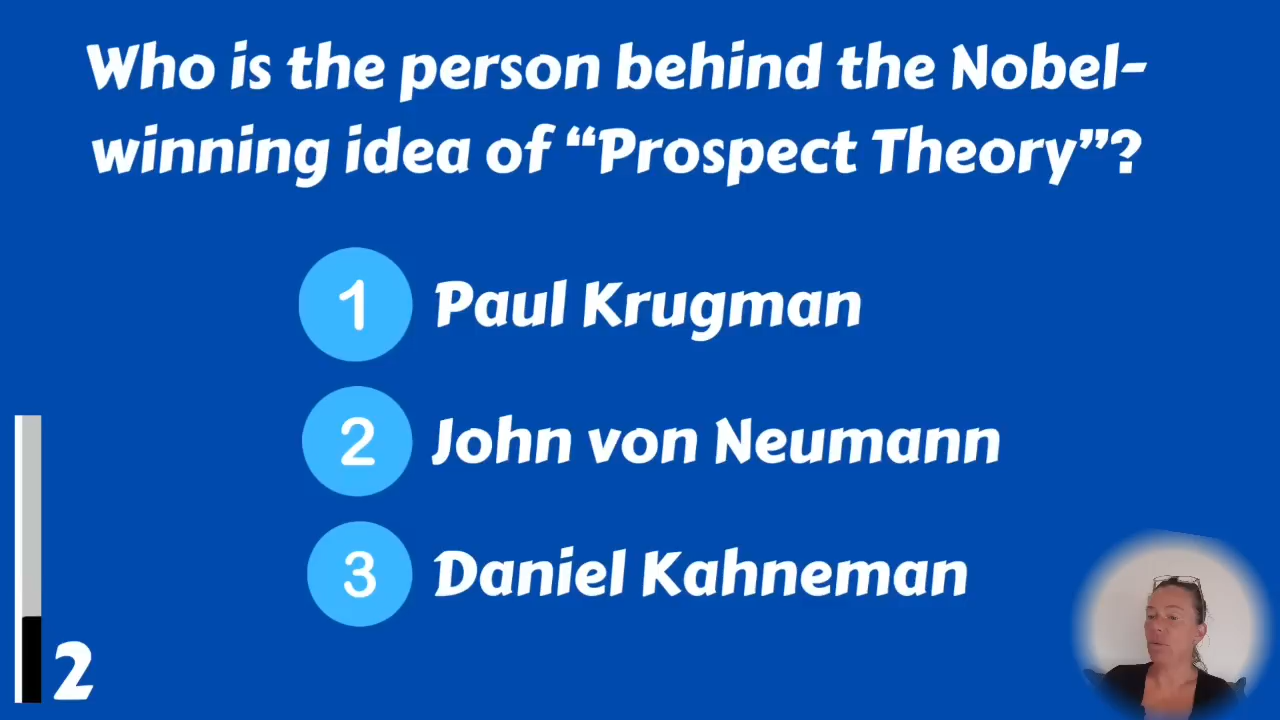 Who is the person behind the Nobel-
winning idea of “Prospect Theory”?
1 Paul Krugman
2 John von Neumann
3 Daniel Kahneman
2